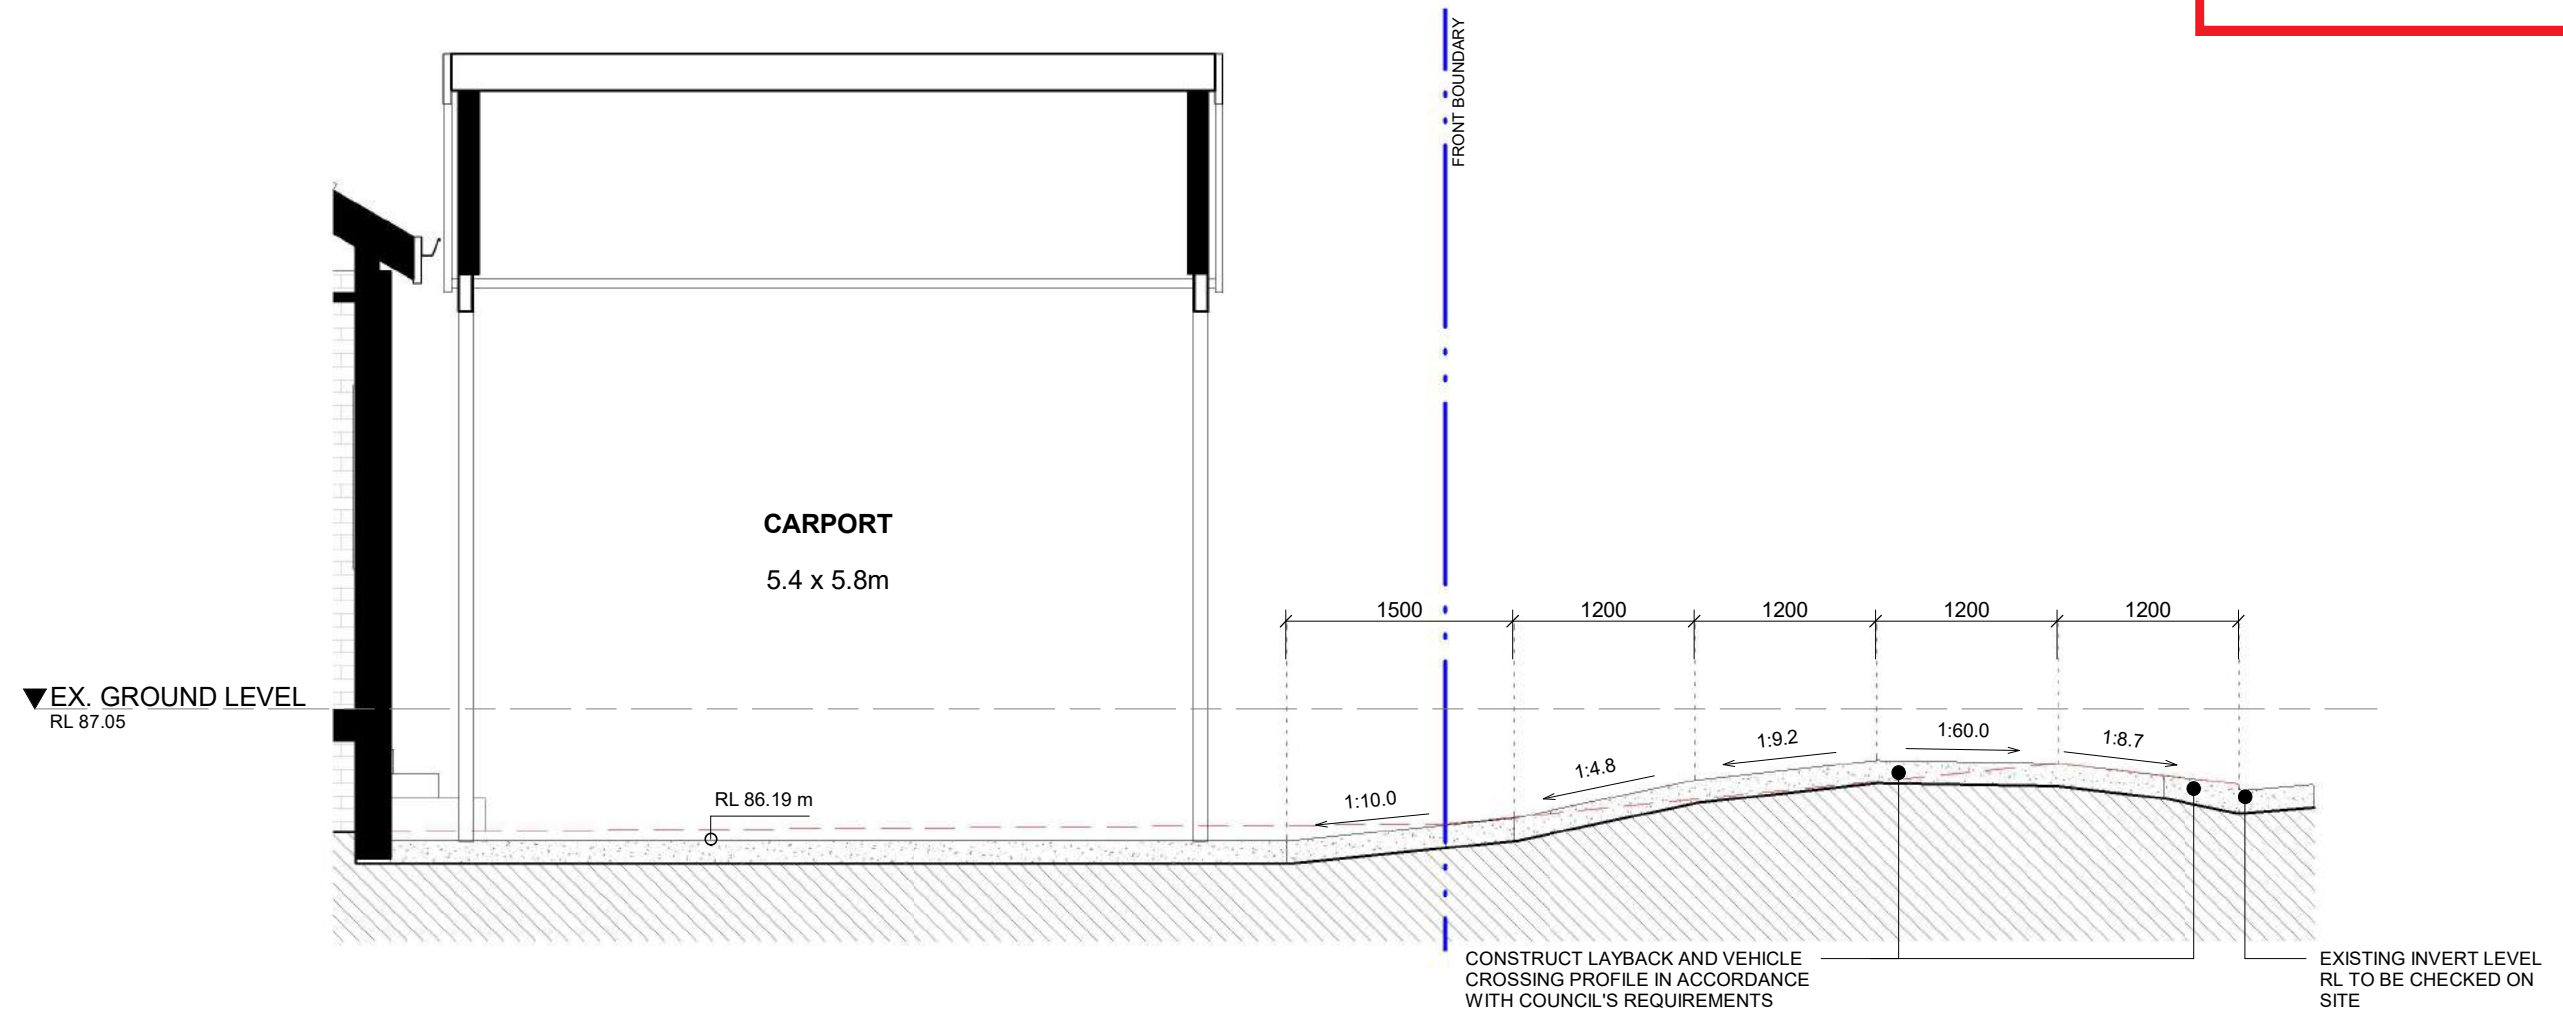 FRONT BOUNDARY
CARPORT
5.4 x 5.8m
1500
1200
1200
1200
1200
EX. GROUND LEVEL
RL 87.05
RL 86.19 m
1:10.0
1:4.8
1:9.2
1:60.0
1:8.7
CONSTRUCT LAYBACK AND VEHICLE
CROSSING PROFILE IN ACCORDANCE
WITH COUNCIL'S REQUIREMENTS
EXISTING INVERT LEVEL
RL TO BE CHECKED ON
SITE